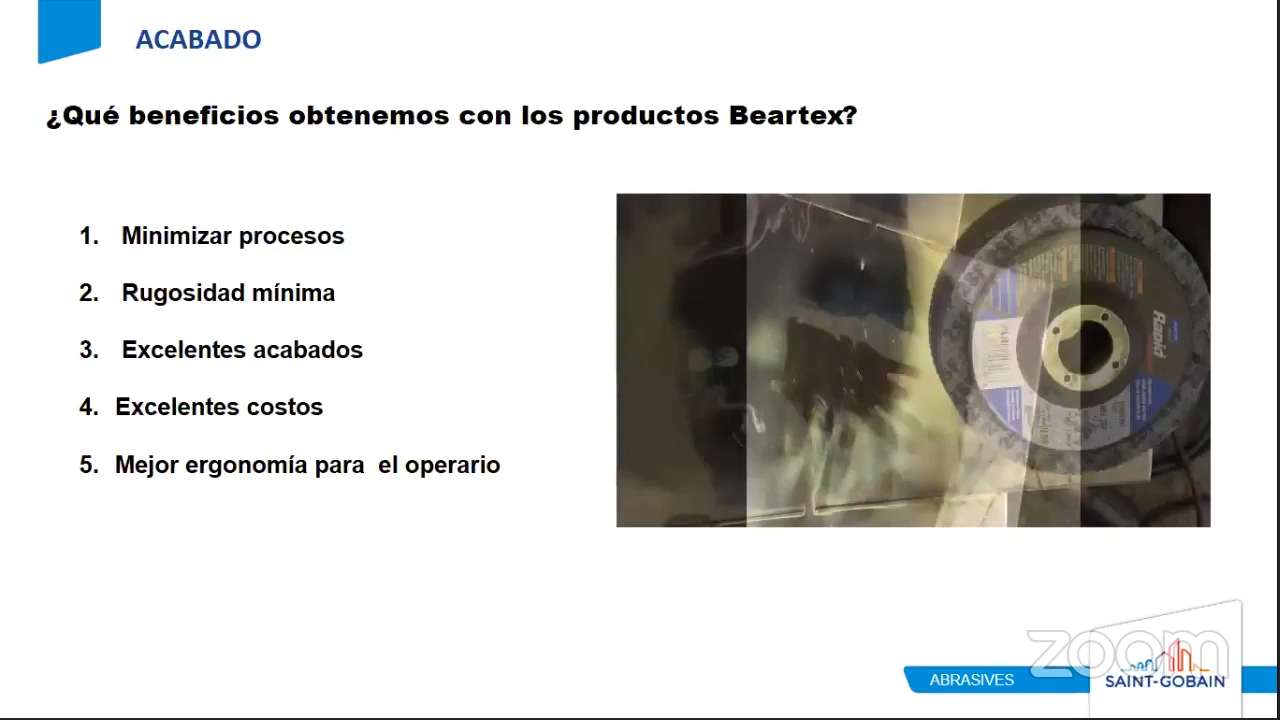 ACABADO
¿Qué beneficios obtenemos con los productos Beartex?
1. Minimizar procesos
2. Rugosidad mínima
3. Excelentes acabados
4. Excelentes costos
5. Mejor ergonomía para el operario
Rapid
zoom
ABRASIVES
SAINT-GOBAIN